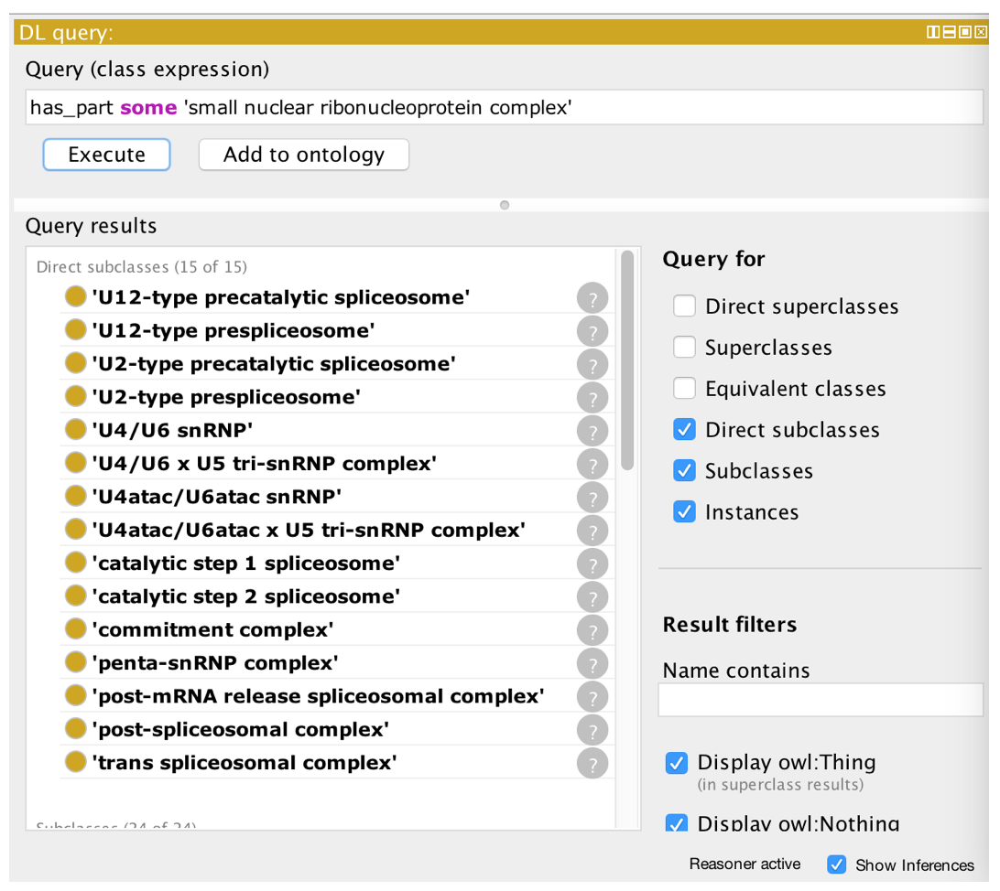 DL query:
Query (class expression)
has_part some 'small nuclear ribonucleoprotein complex'
Execute
Add to ontology
Query results
Direct subclasses (15 of 15)
'U12-type precatalytic spliceosome'
?
'U12-type prespliceosome'
?
'U2-type precatalytic spliceosome'
?
'U2-type prespliceosome'
?
'U4/U6 snRNP'
?
'U4/U6 x U5 tri-snRNP complex'
?
'U4atac/U6atac snRNP'
?
'U4atac/U6atac x U5 tri-snRNP complex'
?
'catalytic step 1 spliceosome'
?
'catalytic step 2 spliceosome'
?
'commitment complex'
?
'penta-snRNP complex'
?
'post-mRNA release spliceosomal complex'
?
'post-spliceosomal complex'
?
'trans spliceosomal complex'
?
Subclasses (24 of 24)
Query for
Direct superclasses
Superclasses
Equivalent classes
Direct subclasses
Subclasses
Instances
Result filters
Name contains
Display owl:Thing
(in superclass results)
Display owl:Nothing
Reasoner active
Show Inferences